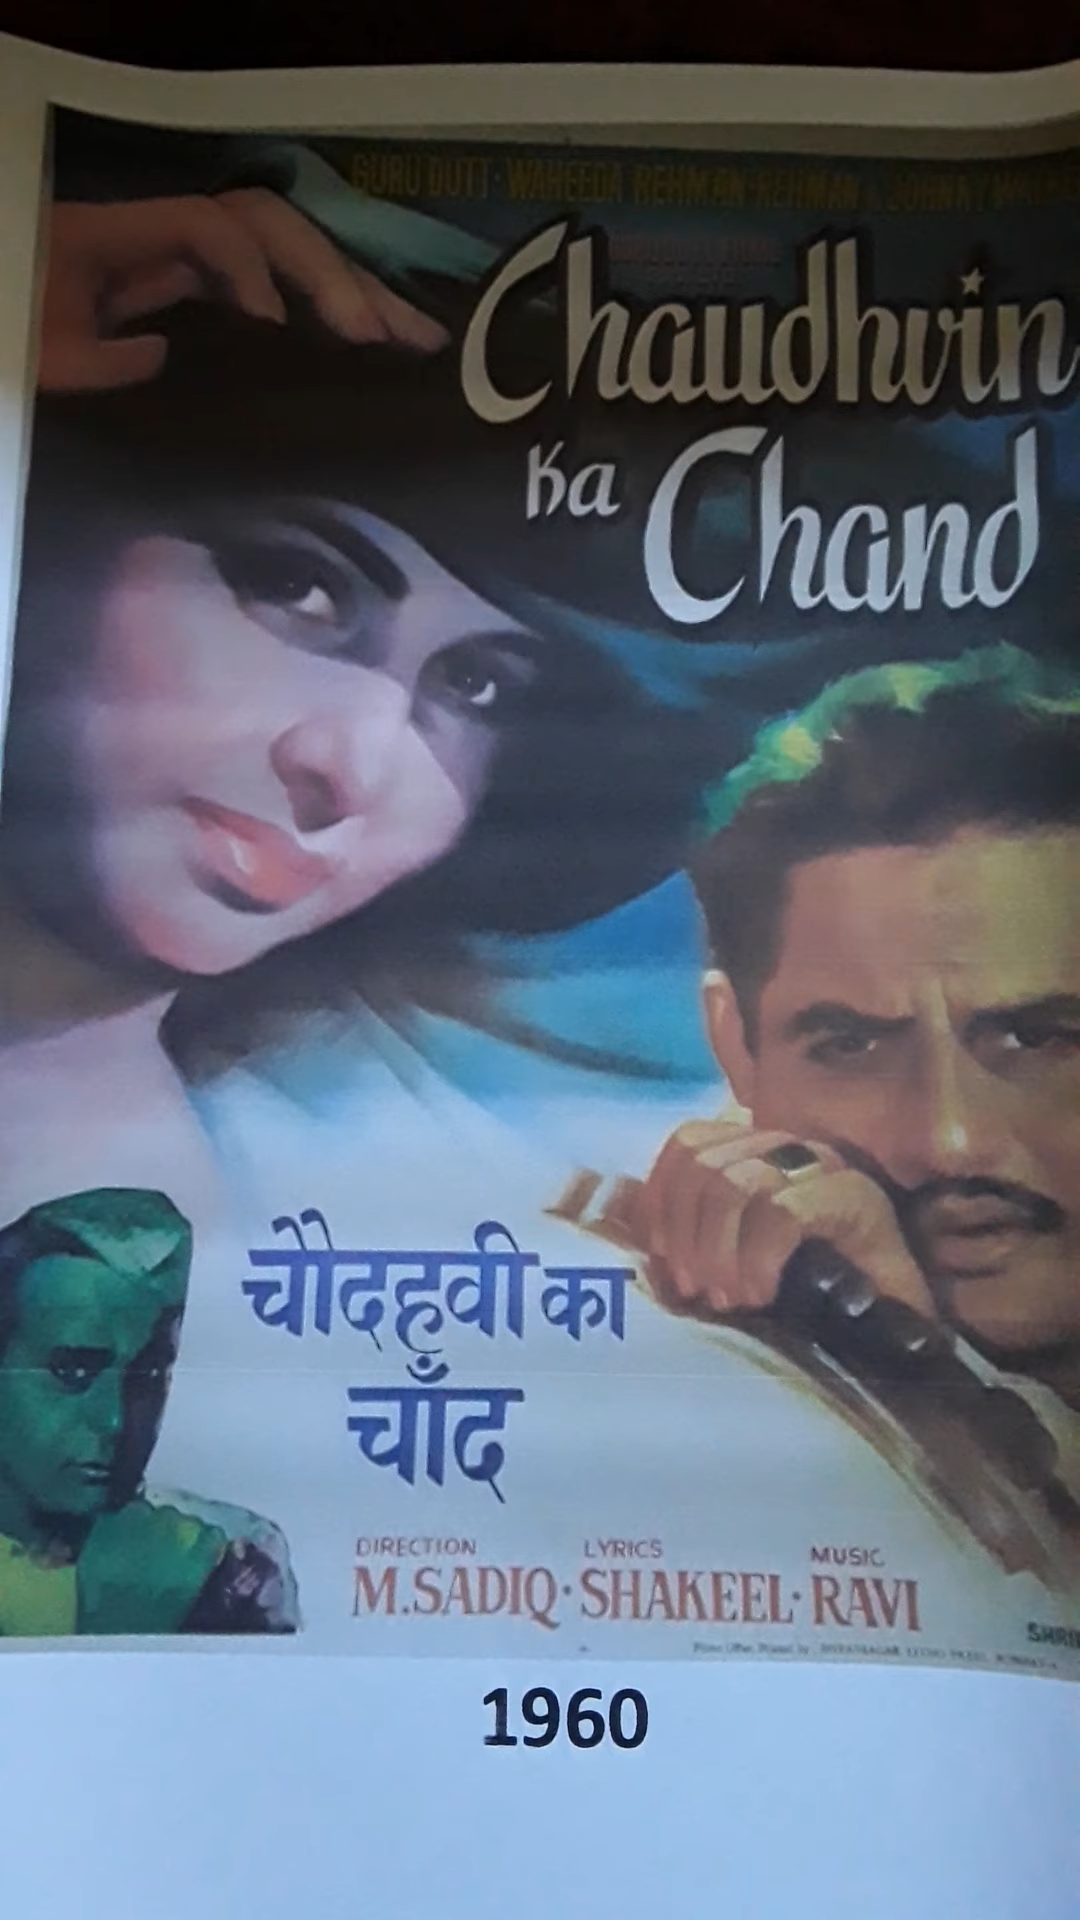 GURU DUTT · WAHEEDA REHMAN · REHMAN
Chaudhvin
Ka Chand
चौदहवी का
चाँद
DIRECTION LYRICS MUSIC
M.SADIQ · SHAKEEL · RAVI
1960